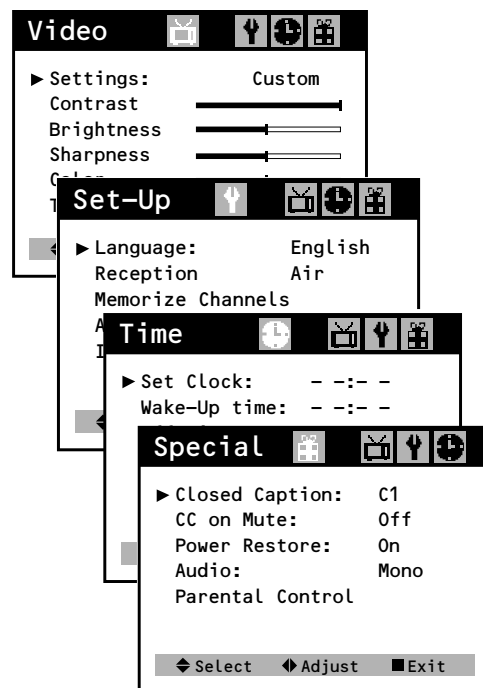 Video
Settings: Custom
Contrast
Brightness
Sharpness
Set-Up
Language: English
Reception Air
Memorize Channels
Time
Set Clock: – –:– –
Wake-Up time: – –:– –
Special
Closed Caption: C1
CC on Mute: Off
Power Restore: On
Audio: Mono
Parental Control
Select Adjust Exit